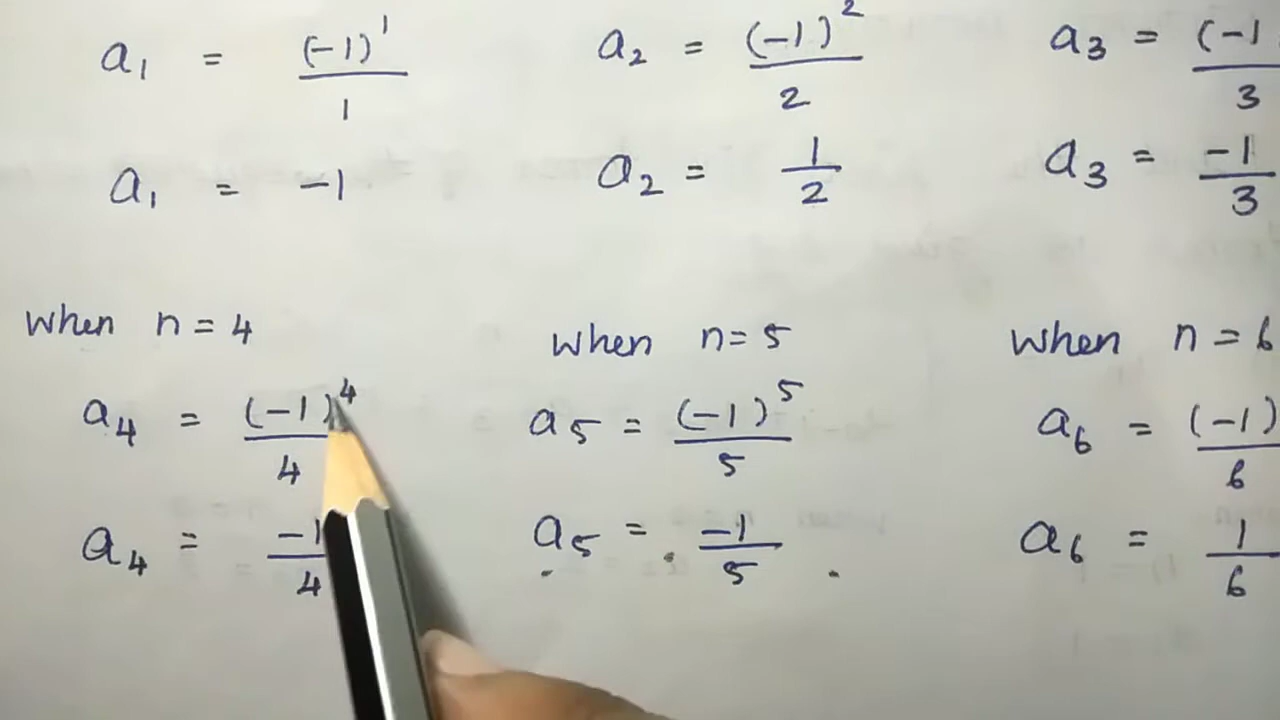 a₁ = (-1)¹/1 a₂ = (-1)²/2 a₃ = (-1/3
a₁ = -1 a₂ = 1/2 a₃ = -1/3
when n = 4 when n = 5 when n = 6
a₄ = (-1)⁴/4 a₅ = (-1)⁵/5 a₆ = (-1)/6
a₄ = -1/4 a₅ = -1/5 a₆ = 1/6